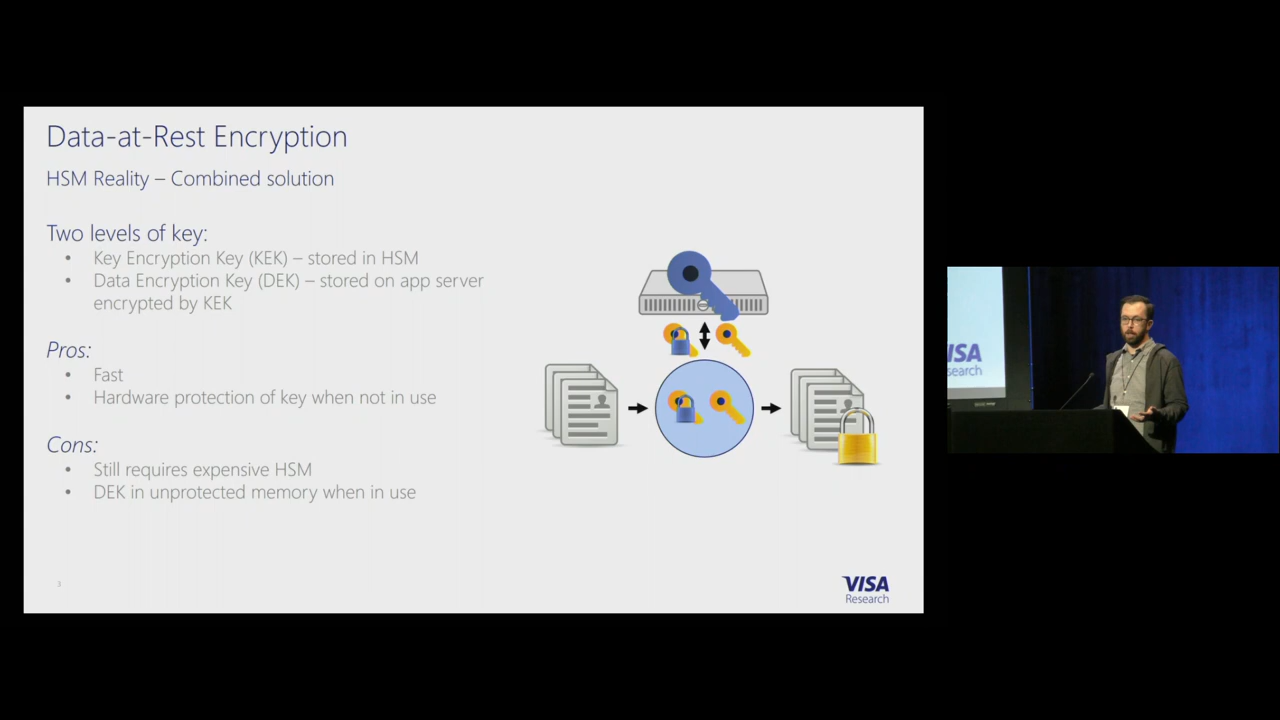 Data-at-Rest Encryption
HSM Reality – Combined solution
Two levels of key:
• Key Encryption Key (KEK) – stored in HSM
• Data Encryption Key (DEK) – stored on app server
encrypted by KEK
Pros:
• Fast
• Hardware protection of key when not in use
Cons:
• Still requires expensive HSM
• DEK in unprotected memory when in use
3
VISA
Research
ISA
search